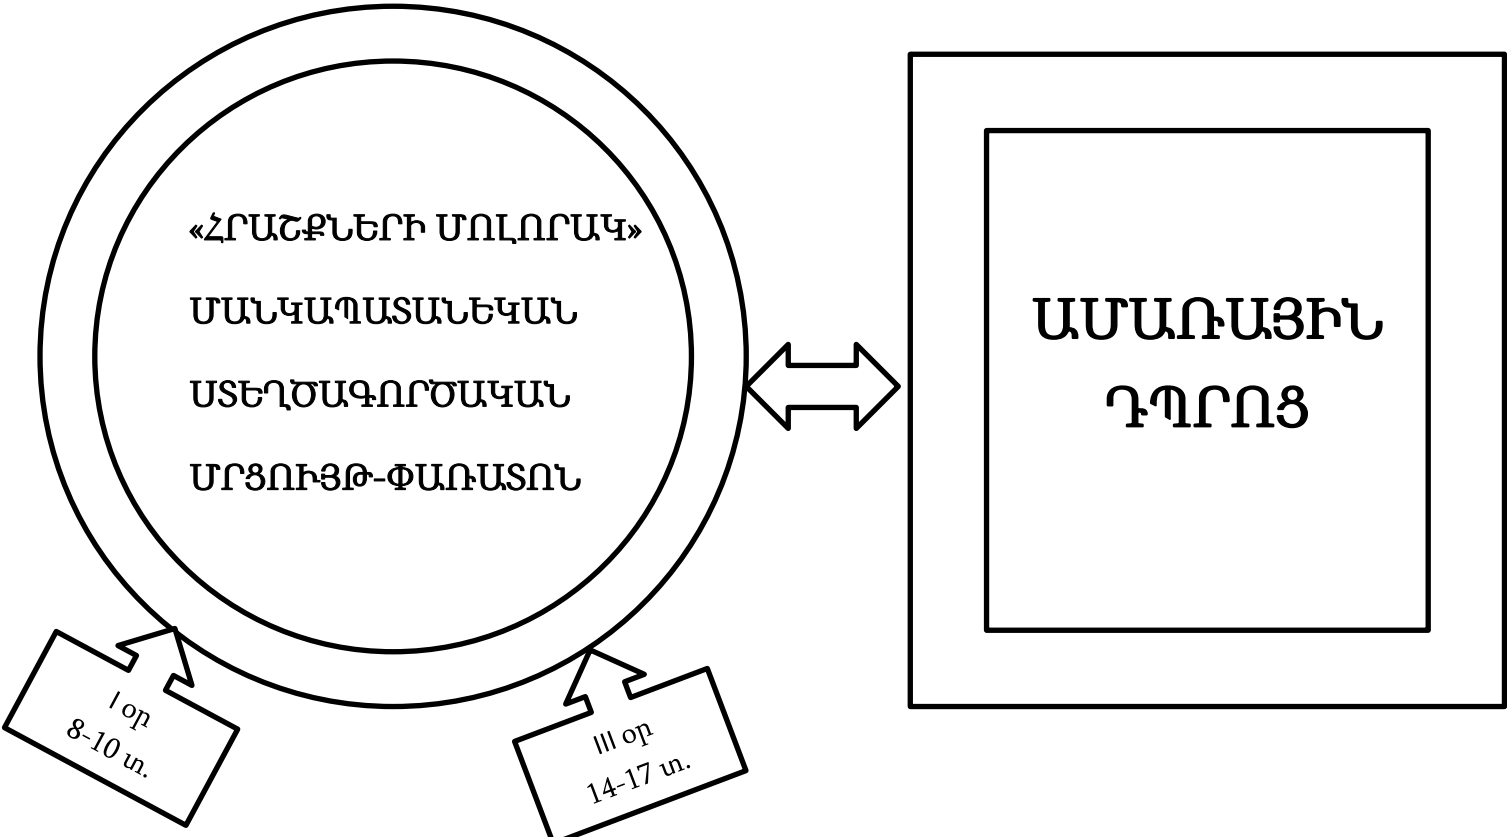 «ՀՐԱՇՔՆԵՐԻ ՄՈԼՈՐԱԿ»
ՄԱՆԿԱՊԱՏԱՆԵԿԱՆ
ՍՏԵՂԾԱԳՈՐԾԱԿԱՆ
ՄՐՑՈՒՅԹ-ՓԱՌԱՏՈՆ
ԱՄԱՌԱՅԻՆ
ԴՊՐՈՑ
I օր
8-10 տ.
III օր
14-17 տ.